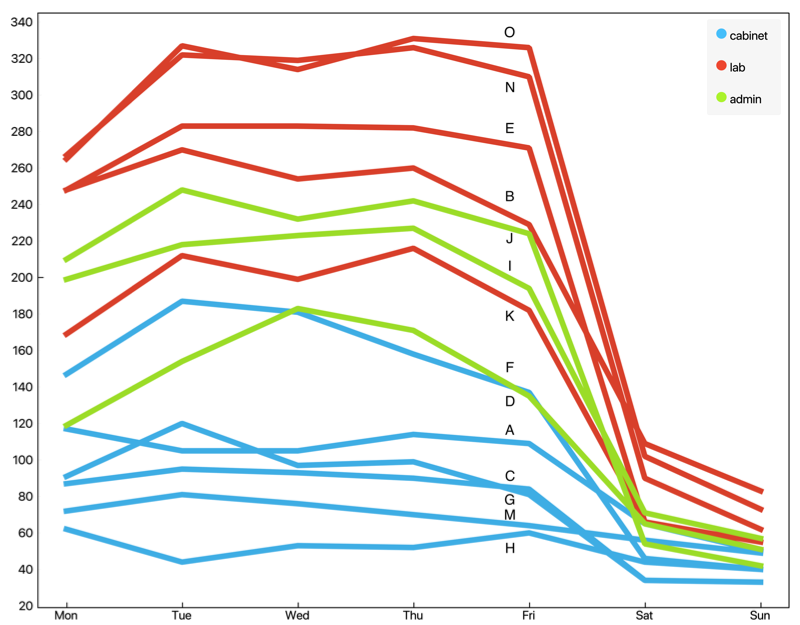 340
320
300
280
260
240
220
200
180
160
140
120
100
80
60
40
20
Mon Tue Wed Thu Fri Sat Sun
O
N
E
B
J
I
K
F
D
A
C
G
M
H
cabinet
lab
admin